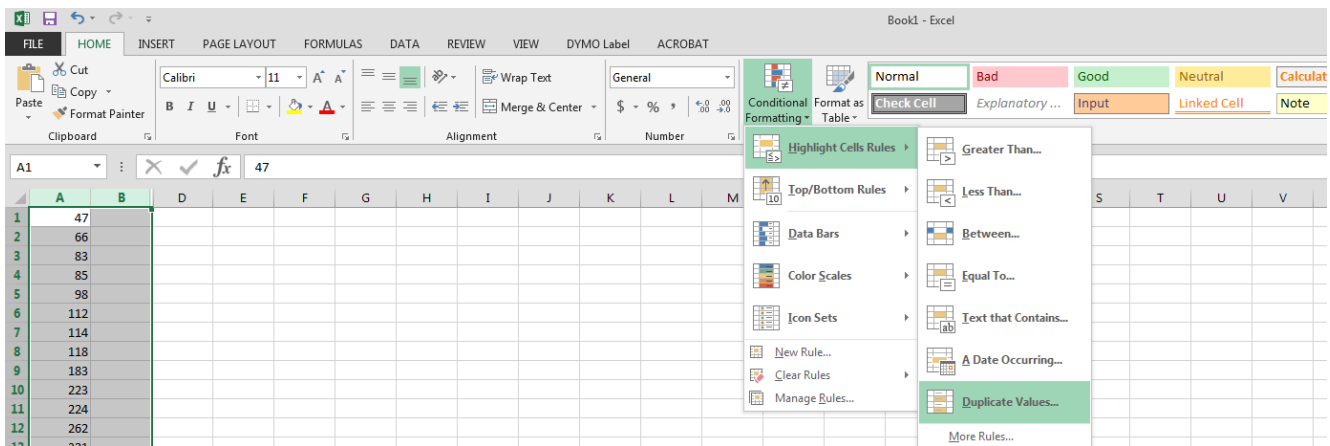 Book1 - Excel
FILE HOME INSERT PAGE LAYOUT FORMULAS DATA REVIEW VIEW DYMO Label ACROBAT
Paste
Cut
Copy
Format Painter
Clipboard
Calibri 11 A A
B I U A
Font
Wrap Text
Merge & Center
Alignment
General
$ % , .0 .00 .00 .0
Number
Conditional Formatting
Format as Table
Normal Bad Good Neutral Calculat
Check Cell Explanatory ... Input Linked Cell Note
A1 fx 47
A B D E F G H I J K L M S T U V
1 47
2 66
3 83
4 85
5 98
6 112
7 114
8 118
9 183
10 223
11 224
12 262
Highlight Cells Rules
Top/Bottom Rules
Data Bars
Color Scales
Icon Sets
New Rule...
Clear Rules
Manage Rules...
Greater Than...
Less Than...
Between...
Equal To...
Text that Contains...
A Date Occurring...
Duplicate Values...
More Rules...